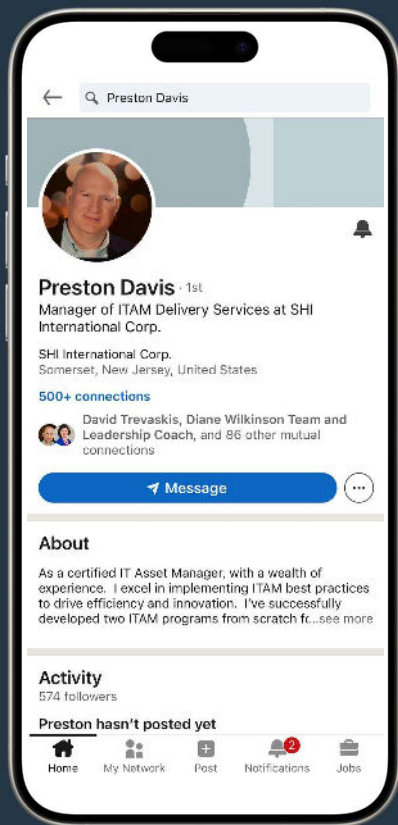 Preston Davis
Preston Davis · 1st
Manager of ITAM Delivery Services at SHI
International Corp.
SHI International Corp.
Somerset, New Jersey, United States
500+ connections
David Trevaskis, Diane Wilkinson Team and
Leadership Coach, and 86 other mutual
connections
Message
About
As a certified IT Asset Manager, with a wealth of
experience. I excel in implementing ITAM best practices
to drive efficiency and innovation. I've successfully
developed two ITAM programs from scratch fr...see more
Activity
574 followers
Preston hasn't posted yet
2
Home My Network Post Notifications Jobs